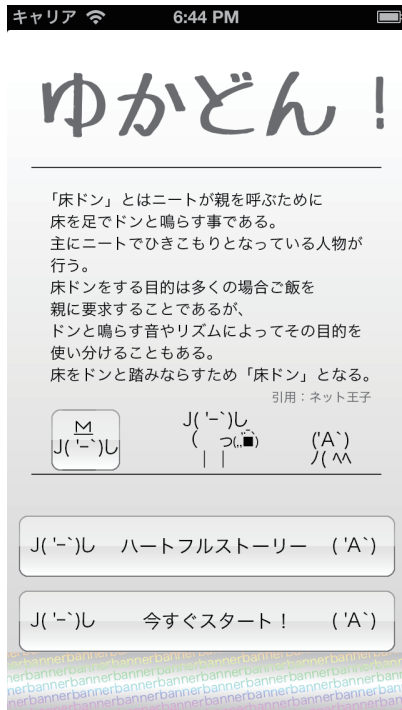 キャリア 6:44 PM
ゆかどん！
「床ドン」とはニートが親を呼ぶために
床を足でドンと鳴らす事である。
主にニートでひきこもりとなっている人物が
行う。
床ドンをする目的は多くの場合ご飯を
親に要求することであるが、
ドンと鳴らす音やリズムによってその目的を
使い分けることもある。
床をドンと踏みならすため「床ドン」となる。
引用：ネット王子
M
J( '-`)し
J( '-`)し
(　つ(,,■)
|　|
('A`)
ノ( ^^
J( '-`)し ハートフルストーリー ( 'A`)
J( '-`)し 今すぐスタート！ ( 'A`)
erbannerbannerbannerbannerbannerbannerban
nerbannerbannerbannerbannerbannerbannerban
nerbannerbannerbannerbannerbannerbannerban
nerbannerbannerbannerbannerbannerbannerban